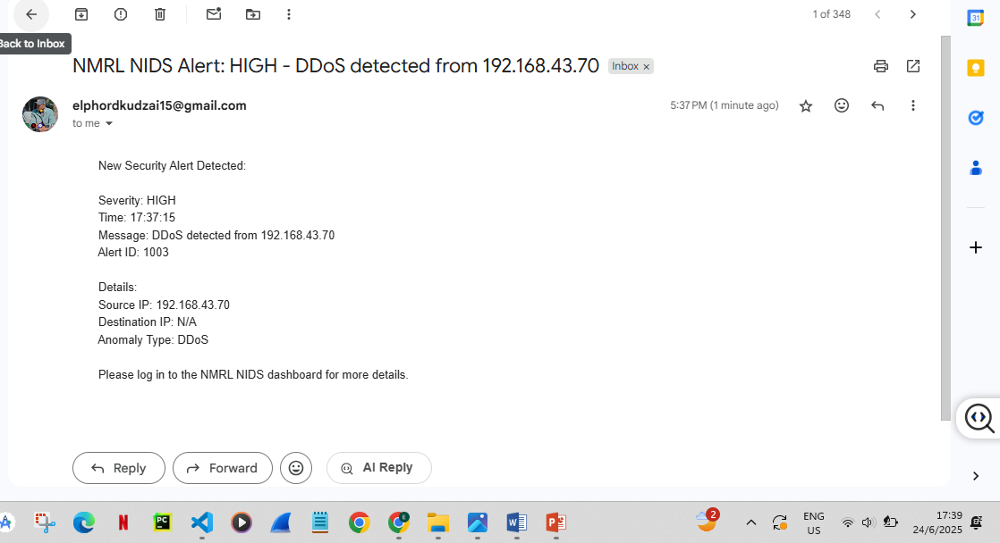 1 of 348
31
Back to Inbox
NMRL NIDS Alert: HIGH - DDoS detected from 192.168.43.70 Inbox ×
elphordkudzai15@gmail.com 5:37 PM (1 minute ago)
to me
New Security Alert Detected:
Severity: HIGH
Time: 17:37:15
Message: DDoS detected from 192.168.43.70
Alert ID: 1003
Details:
Source IP: 192.168.43.70
Destination IP: N/A
Anomaly Type: DDoS
Please log in to the NMRL NIDS dashboard for more details.
Reply Forward AI Reply
N PC E W P 2 ENG 17:39
US 24/6/2025